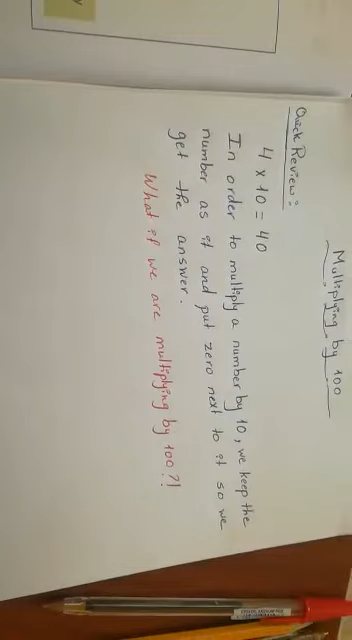 Multiplying by 100
Quick Review:
4 x 10 = 40
In order to multiply a number by 10, we keep the
number as it and put zero next to it so we
get the answer.
What if we are multiplying by 100?!